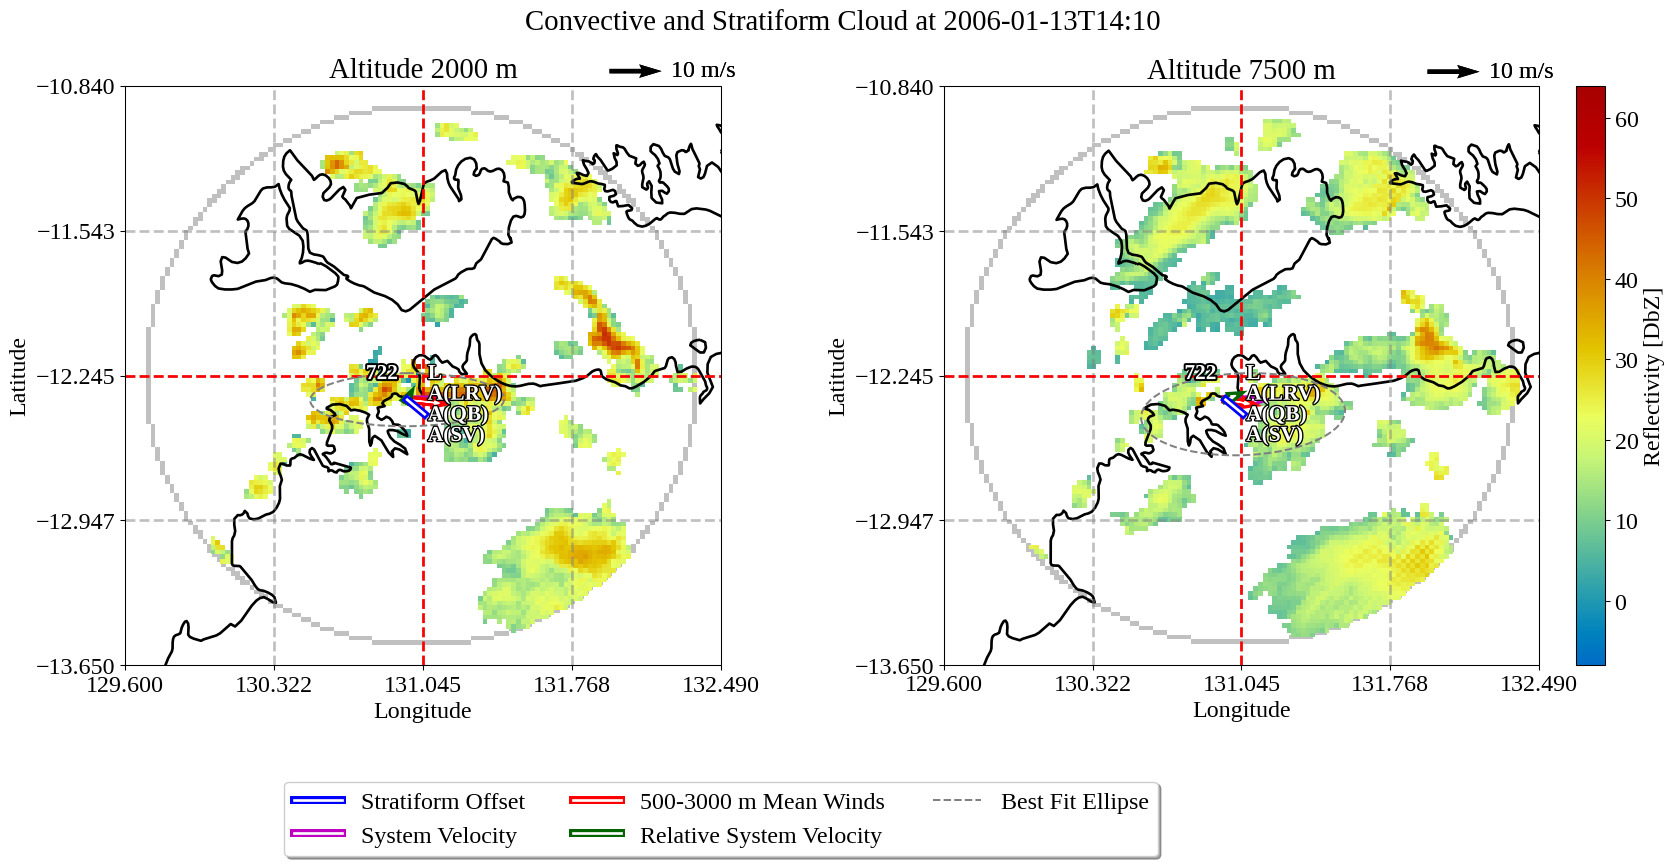 Convective and Stratiform Cloud at 2006-01-13T14:10
Altitude 2000 m
10 m/s
−10.840
−11.543
−12.245
−12.947
−13.650
Latitude
129.600
130.322
131.045
131.768
132.490
Longitude
722
L
A(LRV)
A(QB)
A(SV)
Altitude 7500 m
10 m/s
−10.840
−11.543
−12.245
−12.947
−13.650
Latitude
129.600
130.322
131.045
131.768
132.490
Longitude
722
L
A(LRV)
A(QB)
A(SV)
60
50
40
30
20
10
0
Reflectivity [DbZ]
Stratiform Offset
System Velocity
500-3000 m Mean Winds
Relative System Velocity
Best Fit Ellipse